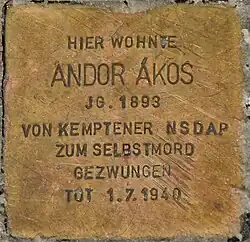 HIER WOHNTE
ANDOR ÁKOS
JG. 1893
VON KEMPTENER NSDAP
ZUM SELBSTMORD
GEZWUNGEN
TOT 1.7.1940